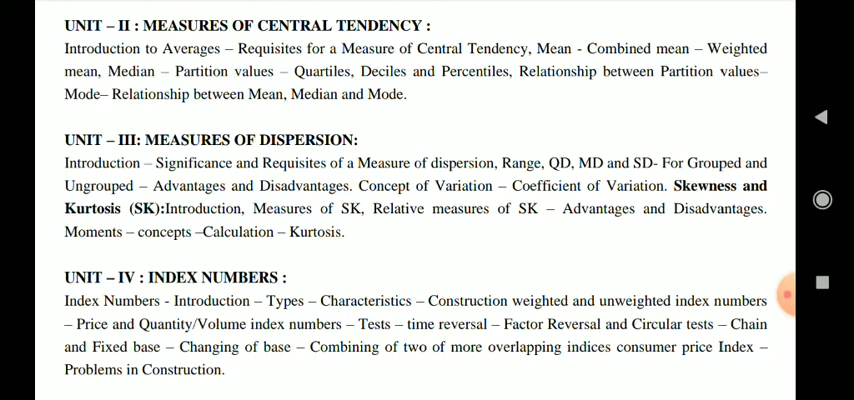 UNIT – II : MEASURES OF CENTRAL TENDENCY :
Introduction to Averages – Requisites for a Measure of Central Tendency, Mean - Combined mean – Weighted
mean, Median – Partition values – Quartiles, Deciles and Percentiles, Relationship between Partition values–
Mode– Relationship between Mean, Median and Mode.
UNIT – III: MEASURES OF DISPERSION:
Introduction – Significance and Requisites of a Measure of dispersion, Range, QD, MD and SD- For Grouped and
Ungrouped – Advantages and Disadvantages. Concept of Variation – Coefficient of Variation. Skewness and
Kurtosis (SK):Introduction, Measures of SK, Relative measures of SK – Advantages and Disadvantages.
Moments – concepts –Calculation – Kurtosis.
UNIT – IV : INDEX NUMBERS :
Index Numbers - Introduction – Types – Characteristics – Construction weighted and unweighted index numbers
– Price and Quantity/Volume index numbers – Tests – time reversal – Factor Reversal and Circular tests – Chain
and Fixed base – Changing of base – Combining of two of more overlapping indices consumer price Index –
Problems in Construction.